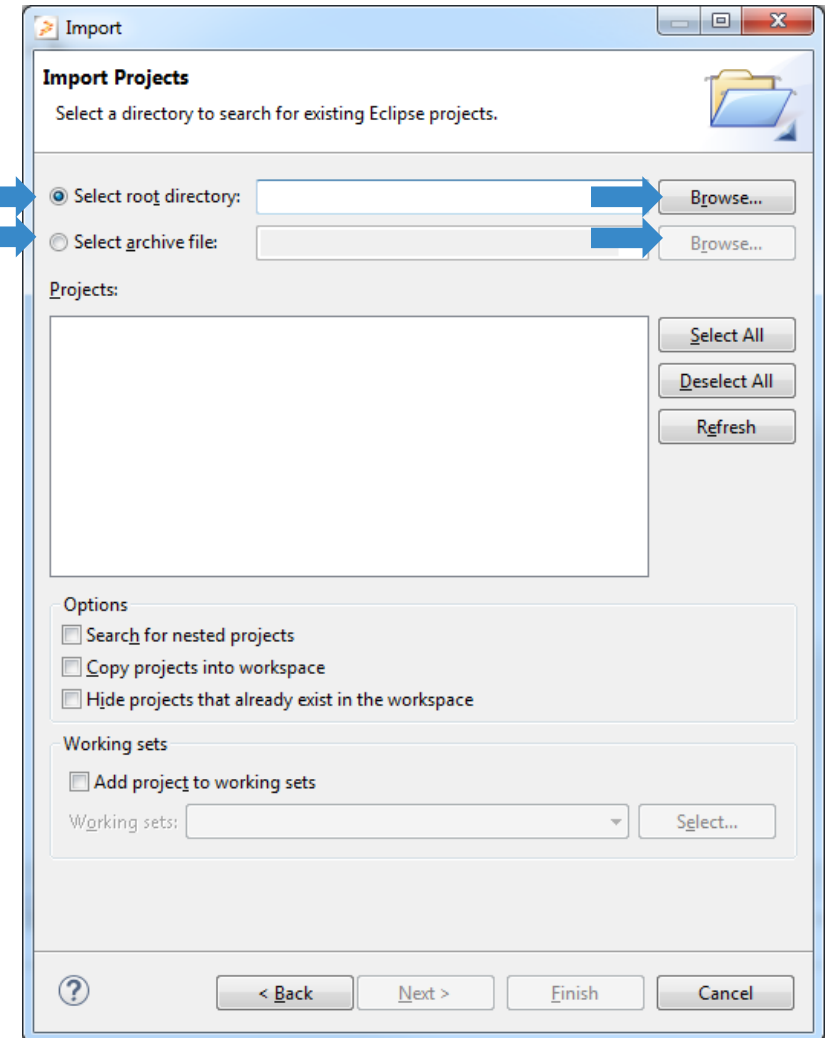 Import
Import Projects
Select a directory to search for existing Eclipse projects.
Select root directory: Browse...
Select archive file: Browse...
Projects:
Select All
Deselect All
Refresh
Options
Search for nested projects
Copy projects into workspace
Hide projects that already exist in the workspace
Working sets
Add project to working sets
Working sets: Select...
? < Back Next > Finish Cancel